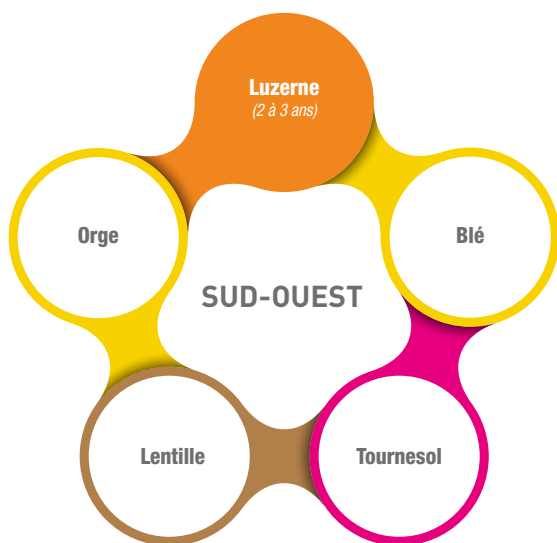 Luzerne
(2 à 3 ans)
Orge
Blé
SUD-OUEST
Lentille
Tournesol